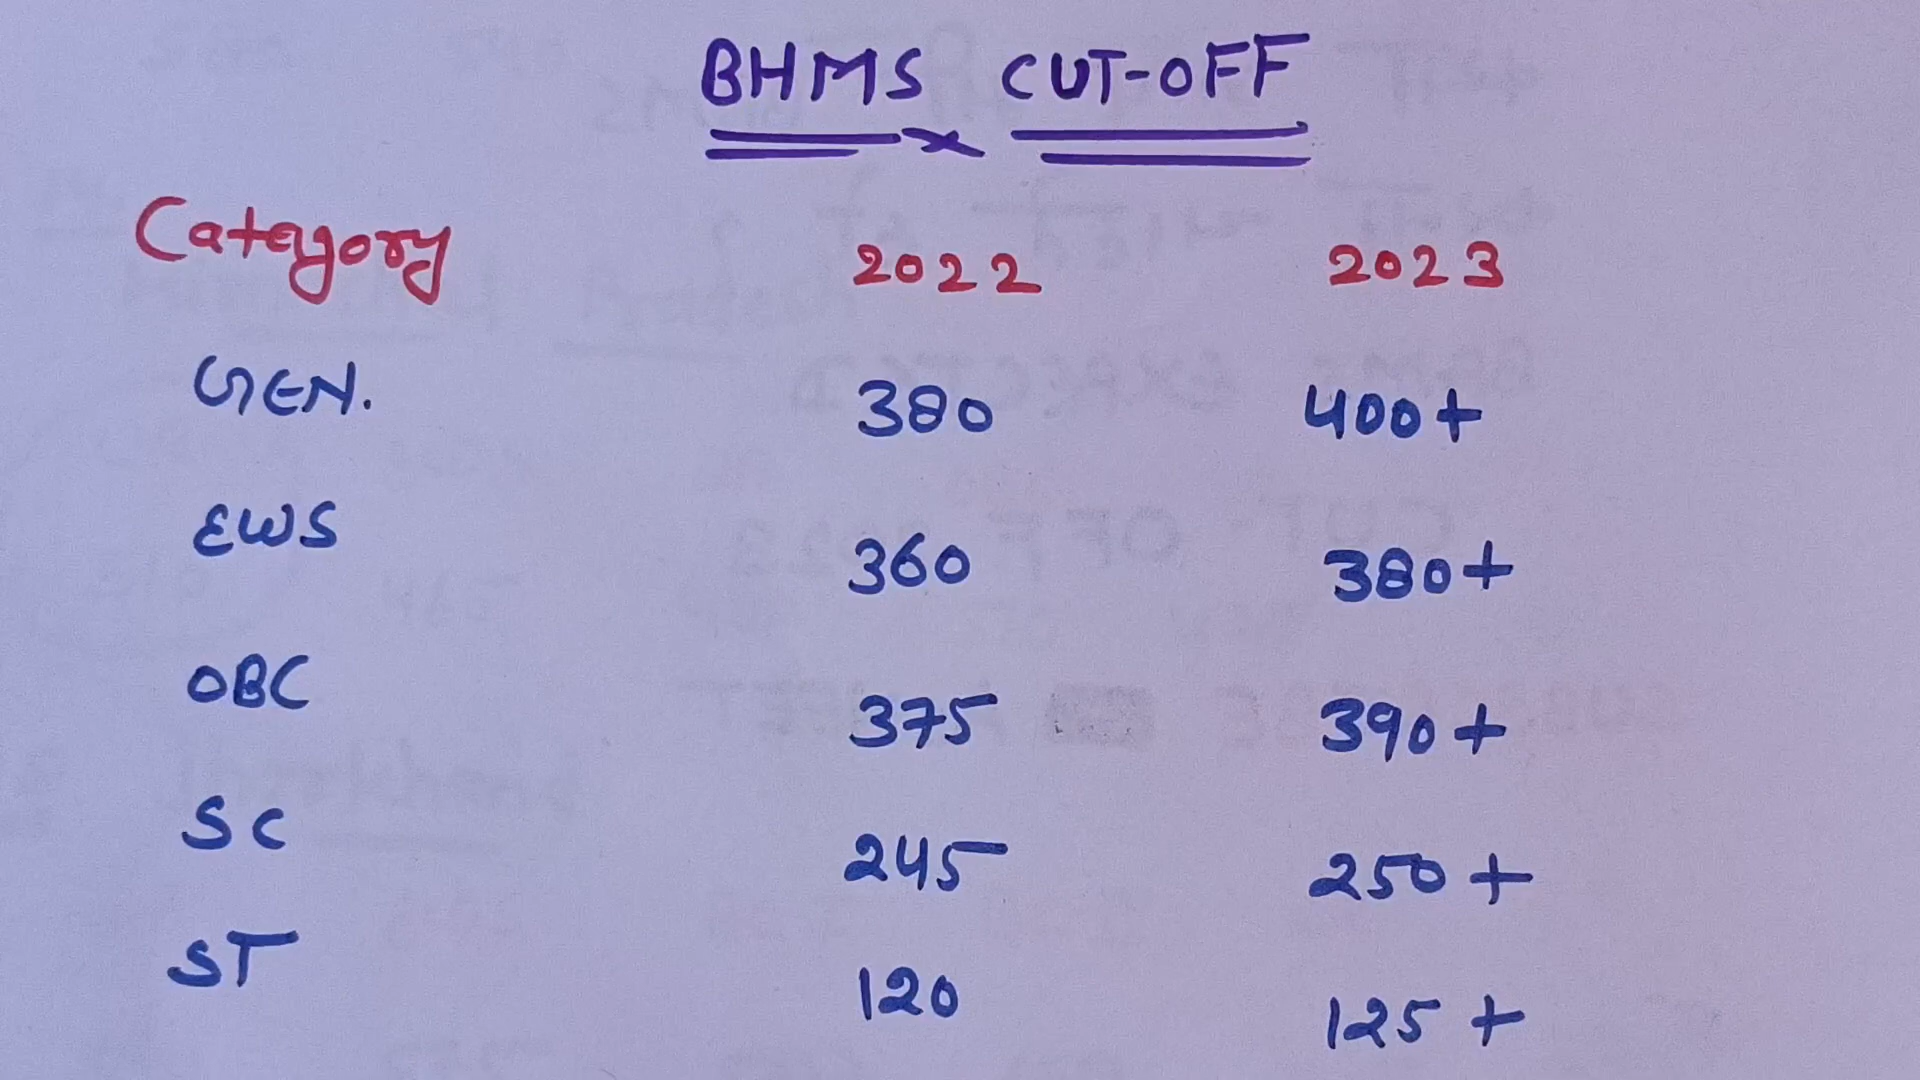 BHMS CUT-OFF
Category 2022 2023
GEN. 380 400+
EWS 360 380+
OBC 375 390+
SC 245 250+
ST 120 125+